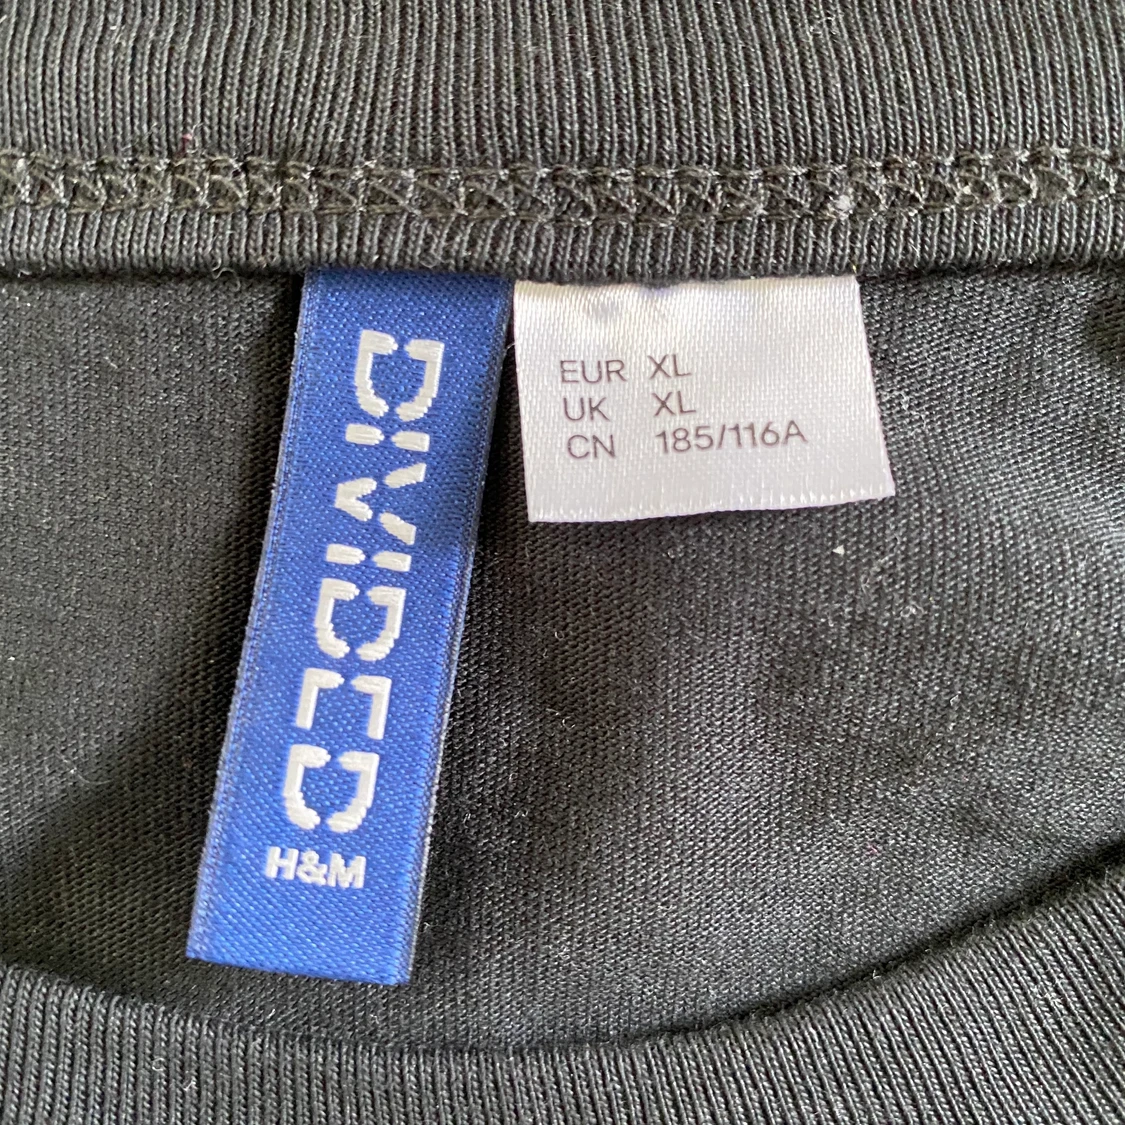 DIVIDED
H&M
EUR XL
UK XL
CN 185/116A